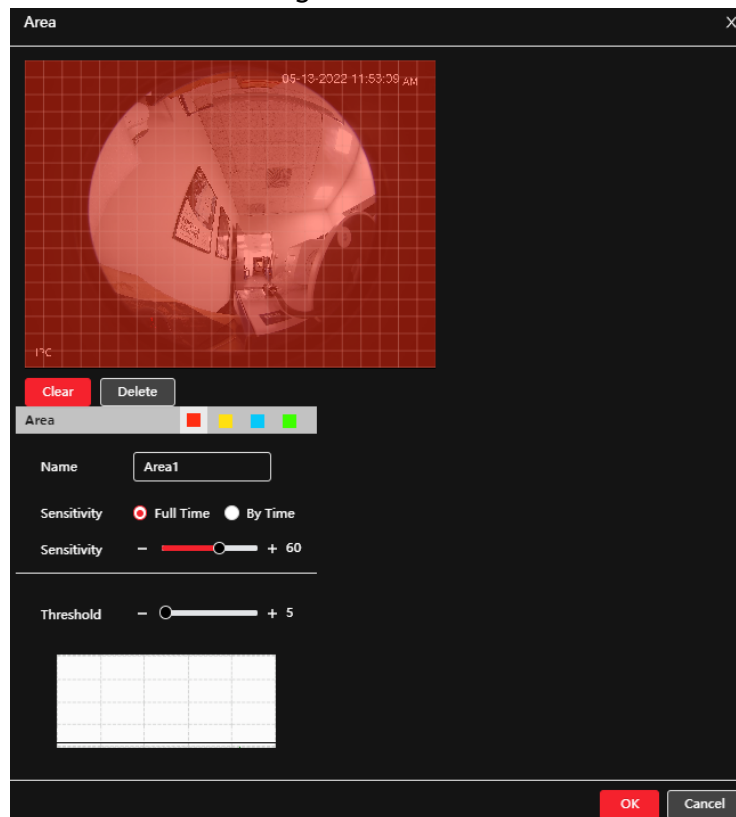 Area X
05-13-2022 11:53:09 AM
IPC
Clear Delete
Area
Name Area1
Sensitivity Full Time By Time
Sensitivity - + 60
Threshold - + 5
OK Cancel